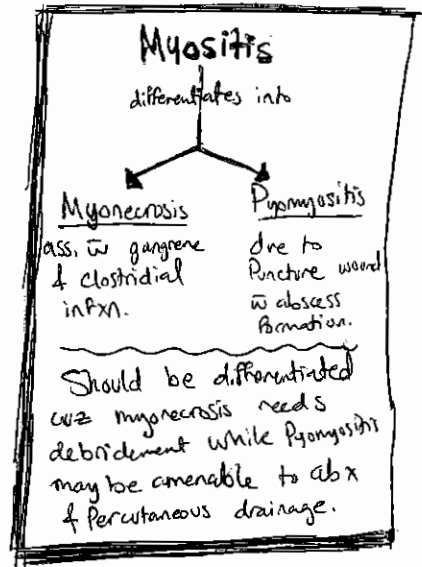 Myositis
differentiates into
Myonecrosis
ass. w̄ gangrene
& clostridial
infxn.
Pyomyositis
due to
Puncture wound
w̄ abscess
formation.
Should be differentiated
cuz myonecrosis needs
debridement while Pyomyositis
may be amenable to abx
& Percutaneous drainage.